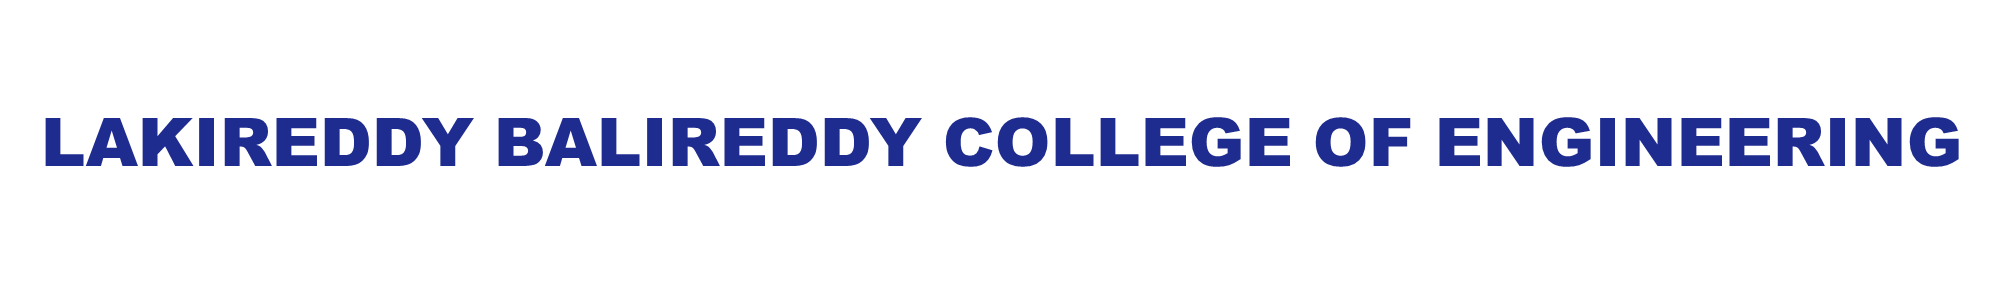 LAKIREDDY BALIREDDY COLLEGE OF ENGINEERING